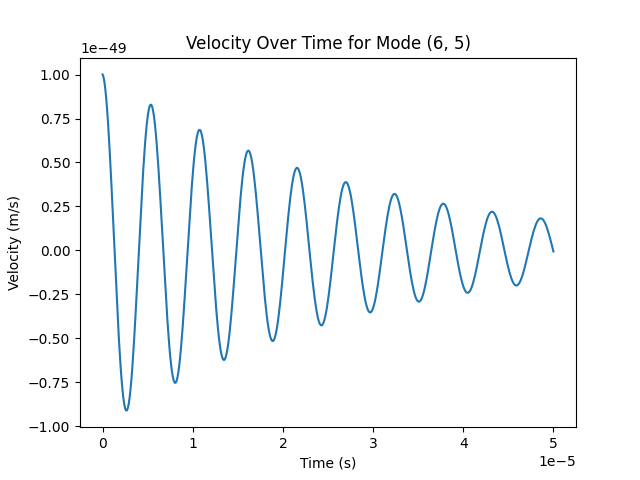 Velocity Over Time for Mode (6, 5)
1e−49
1.00
0.75
0.50
0.25
0.00
−0.25
−0.50
−0.75
−1.00
Velocity (m/s)
0 1 2 3 4 5
Time (s)
1e−5